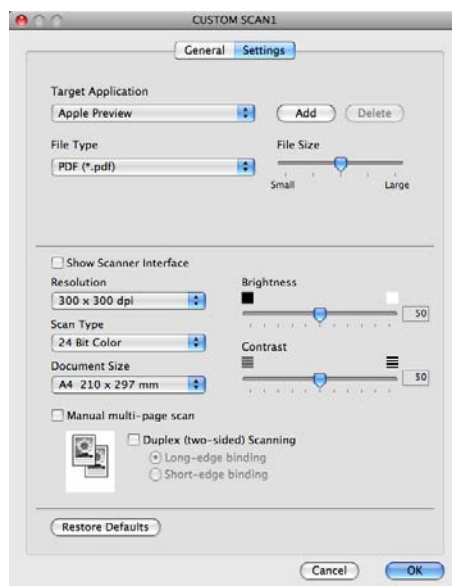 CUSTOM SCAN1
General Settings
Target Application
Apple Preview Add Delete
File Type File Size
PDF (*.pdf)
Small Large
Show Scanner Interface
Resolution Brightness
300 x 300 dpi 50
Scan Type
24 Bit Color Contrast
Document Size
A4 210 x 297 mm 50
Manual multi-page scan
Duplex (two-sided) Scanning
Long-edge binding
Short-edge binding
Restore Defaults
Cancel OK